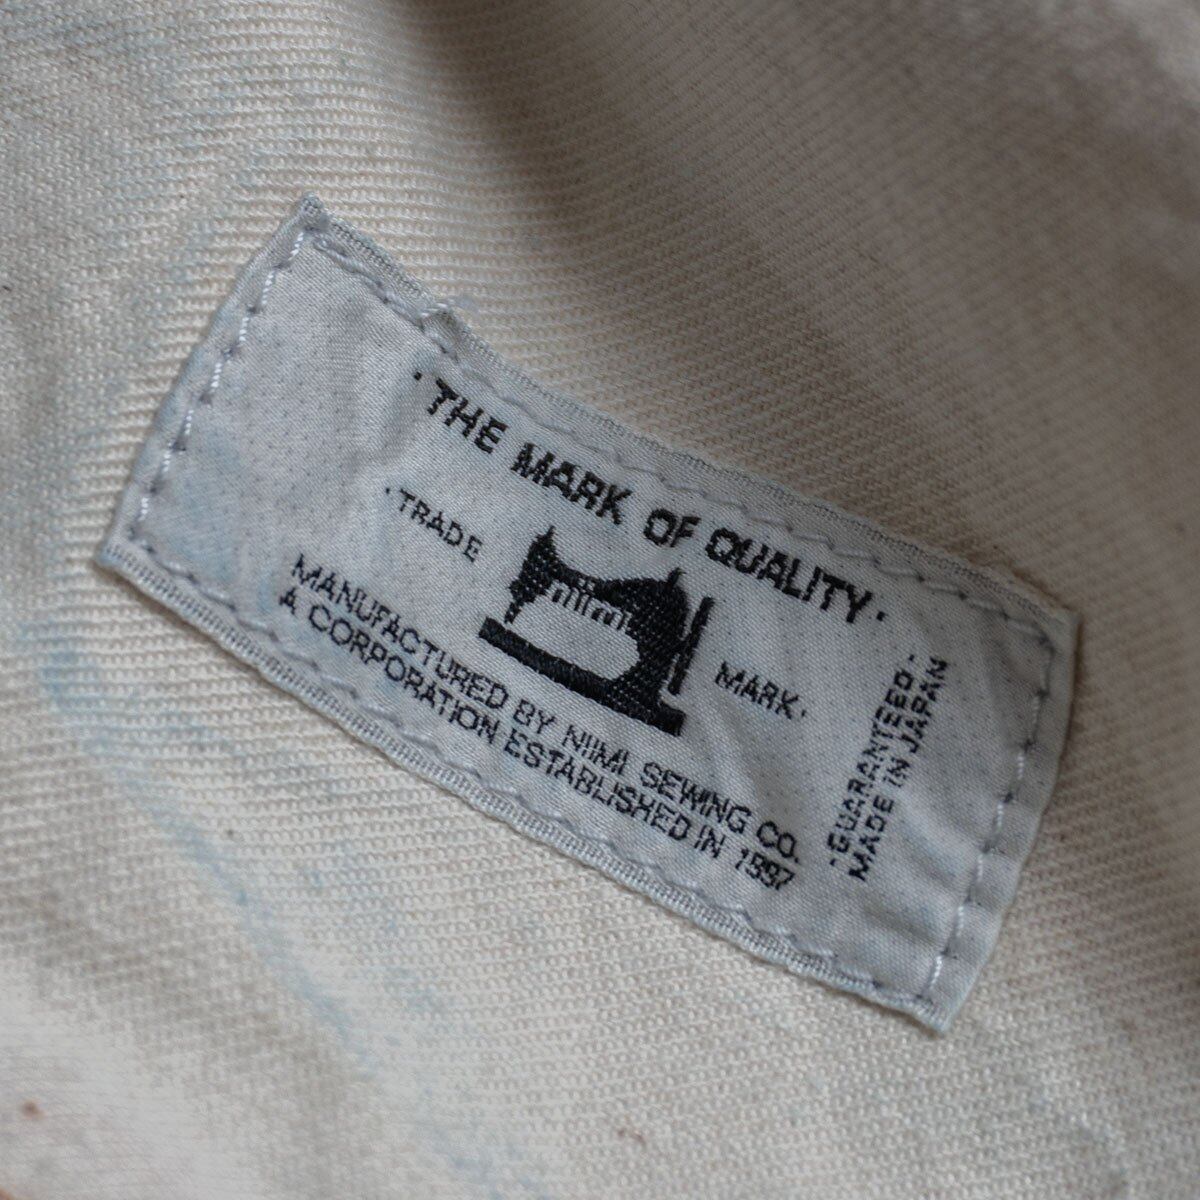 · THE MARK OF QUALITY ·
· TRADE MARK ·
MANUFACTURED BY NIIMI SEWING CO.
A CORPORATION ESTABLISHED IN 1997
· GUARANTEED ·
MADE IN JAPAN